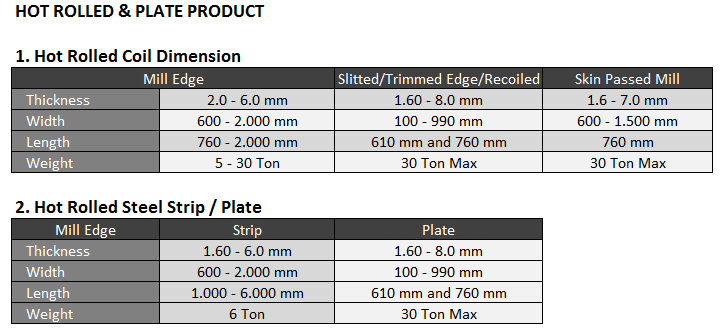 HOT ROLLED & PLATE PRODUCT
1. Hot Rolled Coil Dimension
Mill Edge Slitted/Trimmed Edge/Recoiled Skin Passed Mill
Thickness 2.0 - 6.0 mm 1.60 - 8.0 mm 1.6 - 7.0 mm
Width 600 - 2.000 mm 100 - 990 mm 600 - 1.500 mm
Length 760 - 2.000 mm 610 mm and 760 mm 760 mm
Weight 5 - 30 Ton 30 Ton Max 30 Ton Max
2. Hot Rolled Steel Strip / Plate
Mill Edge Strip Plate
Thickness 1.60 - 6.0 mm 1.60 - 8.0 mm
Width 600 - 2.000 mm 100 - 990 mm
Length 1.000 - 6.000 mm 610 mm and 760 mm
Weight 6 Ton 30 Ton Max